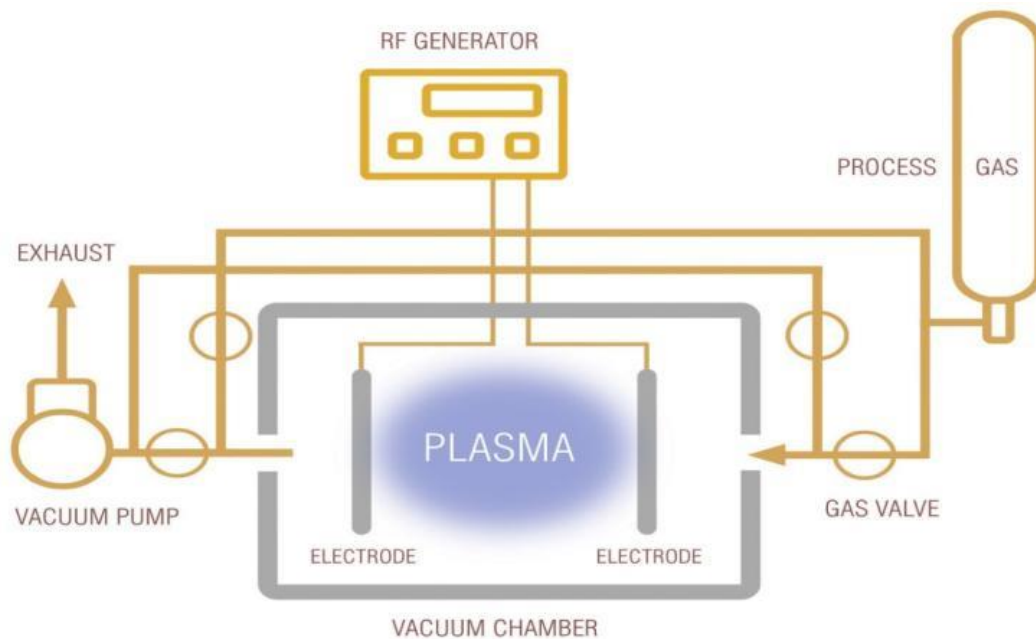 RF GENERATOR
PROCESS
GAS
EXHAUST
PLASMA
VACUUM PUMP
GAS VALVE
ELECTRODE
ELECTRODE
VACUUM CHAMBER